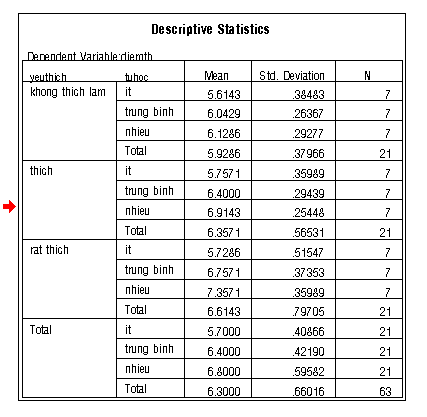 Descriptive Statistics
Dependent Variable:diemth
yeuthich tuhoc Mean Std. Deviation N
khong thich lam it 5.6143 .38483 7
trung binh 6.0429 .26367 7
nhieu 6.1286 .29277 7
Total 5.9286 .37966 21
thich it 5.7571 .35989 7
trung binh 6.4000 .29439 7
nhieu 6.9143 .25448 7
Total 6.3571 .56531 21
rat thich it 5.7286 .51547 7
trung binh 6.7571 .37353 7
nhieu 7.3571 .35989 7
Total 6.6143 .79705 21
Total it 5.7000 .40866 21
trung binh 6.4000 .42190 21
nhieu 6.8000 .59582 21
Total 6.3000 .66016 63